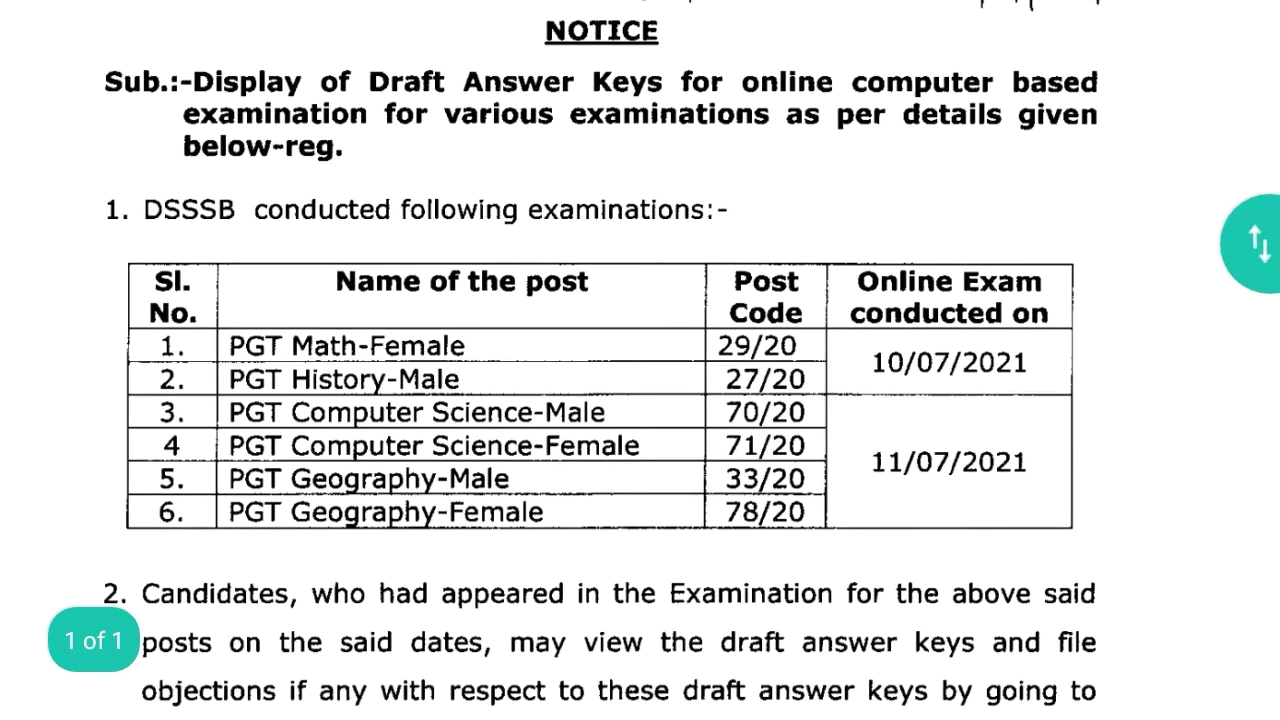 NOTICE
Sub.:-Display of Draft Answer Keys for online computer based
examination for various examinations as per details given
below-reg.
1. DSSSB conducted following examinations:-
Sl. No. Name of the post Post Code Online Exam conducted on
1. PGT Math-Female 29/20 10/07/2021
2. PGT History-Male 27/20
3. PGT Computer Science-Male 70/20 11/07/2021
4 PGT Computer Science-Female 71/20
5. PGT Geography-Male 33/20
6. PGT Geography-Female 78/20
2. Candidates, who had appeared in the Examination for the above said
1 of 1
posts on the said dates, may view the draft answer keys and file
objections if any with respect to these draft answer keys by going to